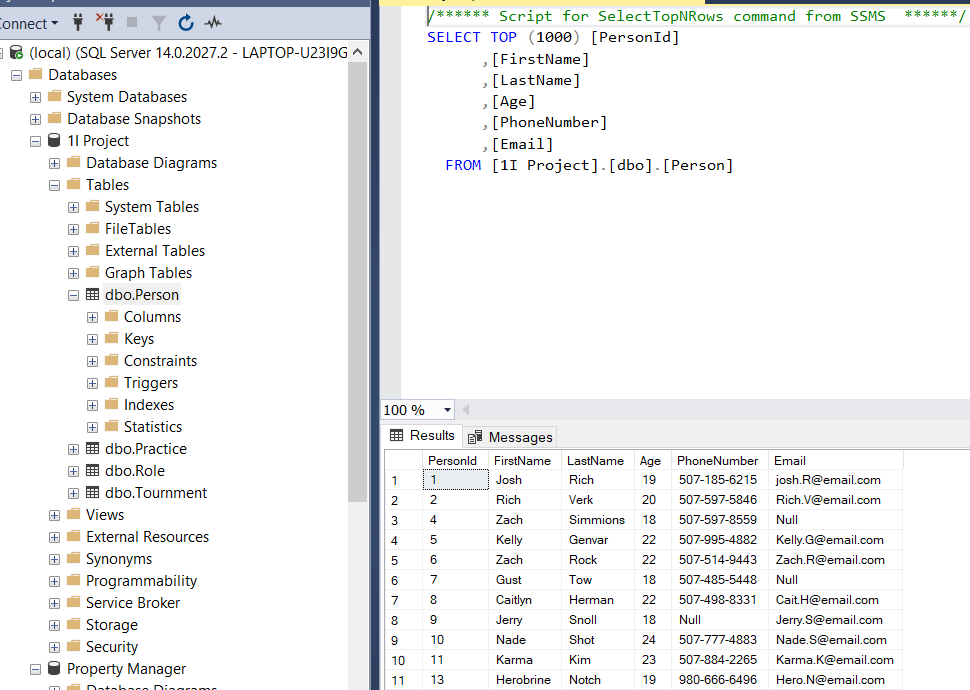 Connect
(local) (SQL Server 14.0.2027.2 - LAPTOP-U23I9G
Databases
System Databases
Database Snapshots
1I Project
Database Diagrams
Tables
System Tables
FileTables
External Tables
Graph Tables
dbo.Person
Columns
Keys
Constraints
Triggers
Indexes
Statistics
dbo.Practice
dbo.Role
dbo.Tournment
Views
External Resources
Synonyms
Programmability
Service Broker
Storage
Security
Property Manager
Database Diagrams
/****** Script for SelectTopNRows command from SSMS  ******/
SELECT TOP (1000) [PersonId]
,[FirstName]
,[LastName]
,[Age]
,[PhoneNumber]
,[Email]
FROM [1I Project].[dbo].[Person]
100 %
Results Messages
PersonId FirstName LastName Age PhoneNumber Email
1 1 Josh Rich 19 507-185-6215 josh.R@email.com
2 2 Rich Verk 20 507-597-5846 Rich.V@email.com
3 4 Zach Simmions 18 507-597-8559 Null
4 5 Kelly Genvar 22 507-995-4882 Kelly.G@email.com
5 6 Zach Rock 22 507-514-9443 Zach.R@email.com
6 7 Gust Tow 18 507-485-5448 Null
7 8 Caitlyn Herman 22 507-498-8331 Cait.H@email.com
8 9 Jerry Snoll 18 Null Jerry.S@email.com
9 10 Nade Shot 24 507-777-4883 Nade.S@email.com
10 11 Karma Kim 23 507-884-2265 Karma.K@email.com
11 13 Herobrine Notch 19 980-666-6496 Hero.N@email.com